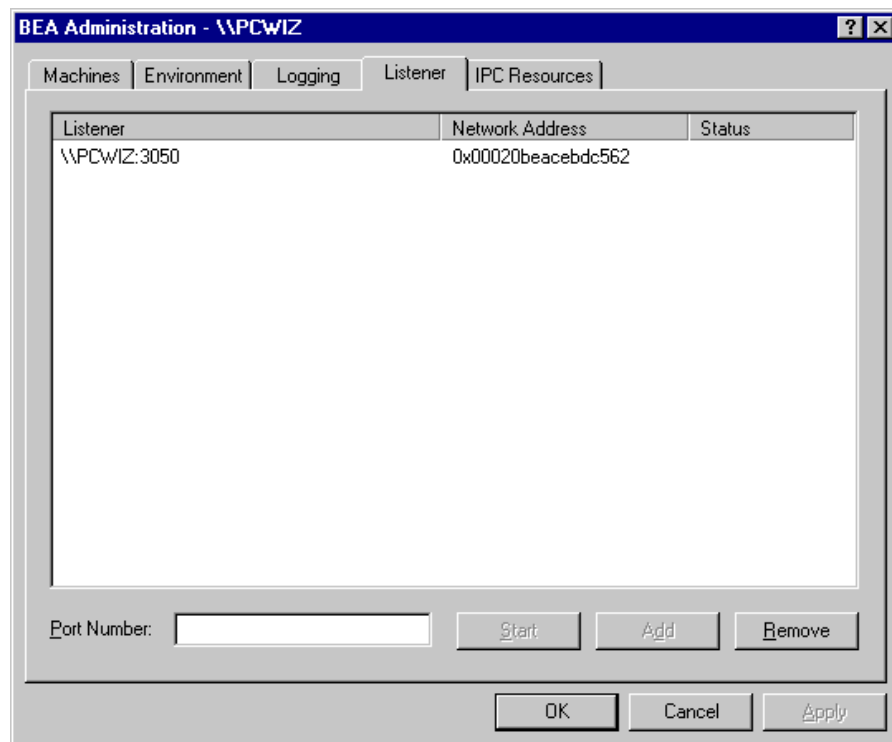 BEA Administration - \\PCWIZ
Machines Environment Logging Listener IPC Resources
Listener Network Address Status
\\PCWIZ:3050 0x00020beacebdc562
Port Number: Start Add Remove
OK Cancel Apply